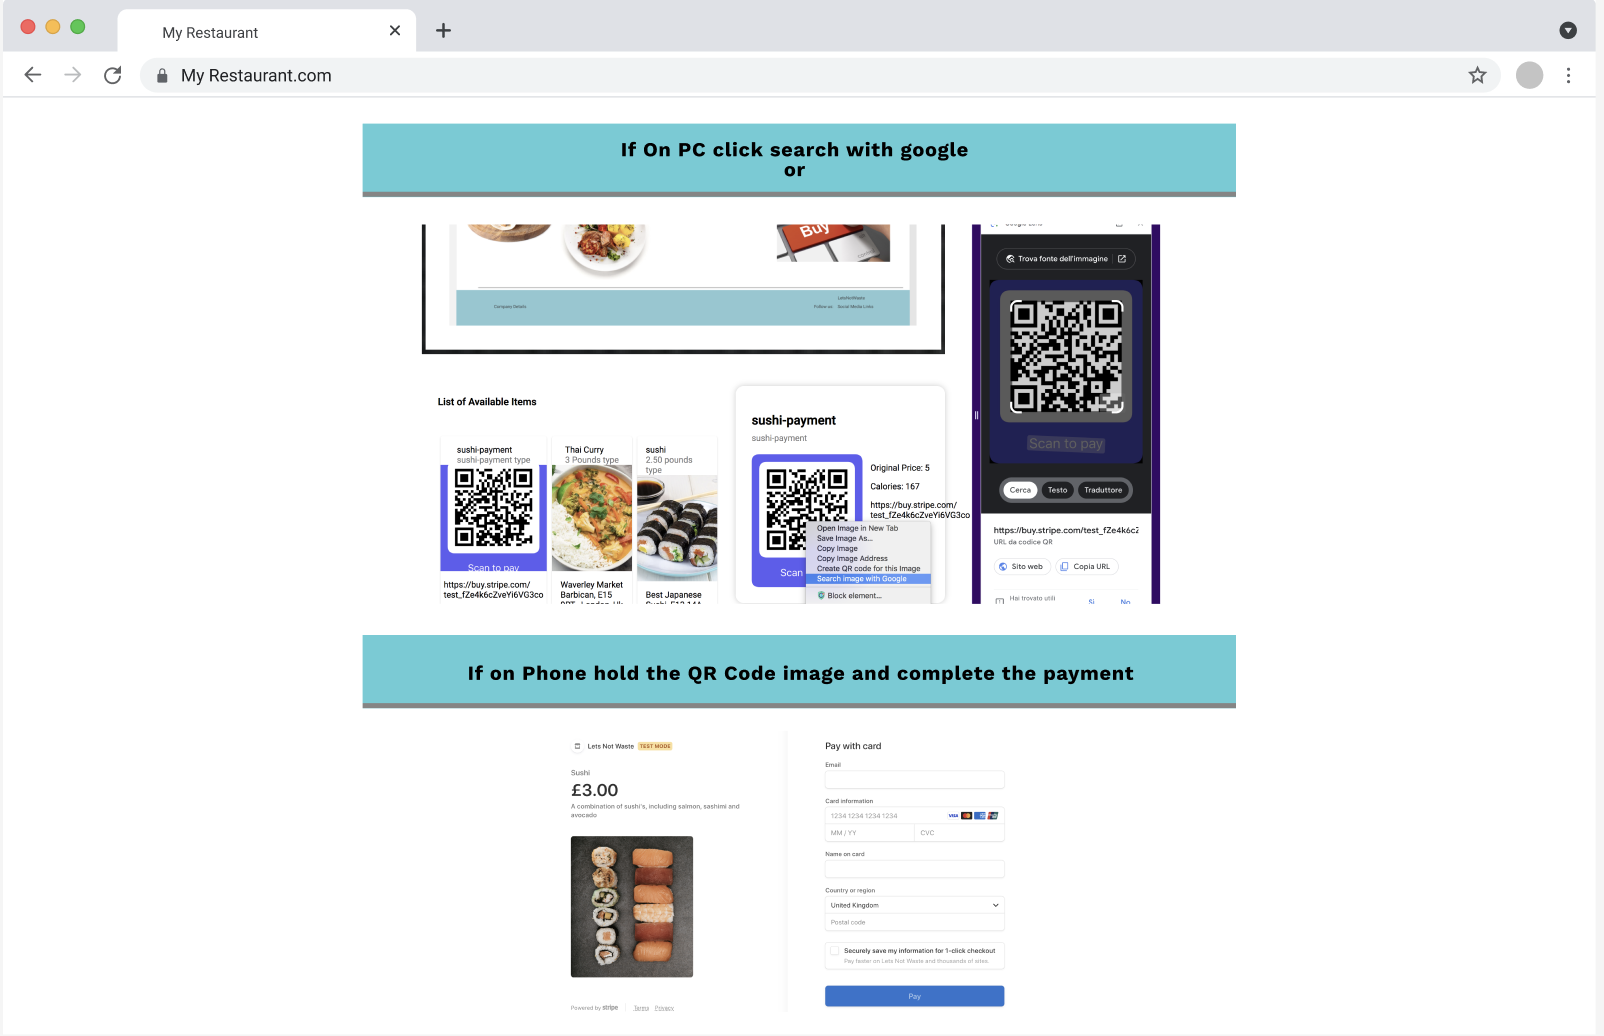 My Restaurant
My Restaurant.com
If On PC click search with google
or
Buy
Company Details
Follow us
LetsNotWaste
Social Media Links
List of Available Items
sushi-payment
sushi-payment type
Scan to pay
https://buy.stripe.com/
test_fZe4k6cZveYi6VG3co
Thai Curry
3 Pounds type
Waverley Market
Barbican, E15
sushi
2.50 pounds
type
Best Japanese
sushi-payment
sushi-payment
Original Price: 5
Calories: 167
https://buy.stripe.com/
test_fZe4k6cZveYi6VG3co
Scan
Open Image in New Tab
Save Image As...
Copy Image
Copy Image Address
Create QR code for this Image
Search image with Google
Block element...
Trova fonte dell'immagine
Scan to pay
Cerca
Testo
Traduttore
https://buy.stripe.com/test_fZe4k6cZ
URL da codice QR
Sito web
Copia URL
Hai trovato utili
Sì
No
If on Phone hold the QR Code image and complete the payment
Lets Not Waste TEST MODE
Sushi
£3.00
A combination of sushi's, including salmon, sashimi and
avocado
Powered by stripe
Terms Privacy
Pay with card
Email
Card information
1234 1234 1234 1234
VISA
MM / YY
CVC
Name on card
Country or region
United Kingdom
Postal code
Securely save my information for 1-click checkout
Pay faster on Lets Not Waste and thousands of sites.
Pay